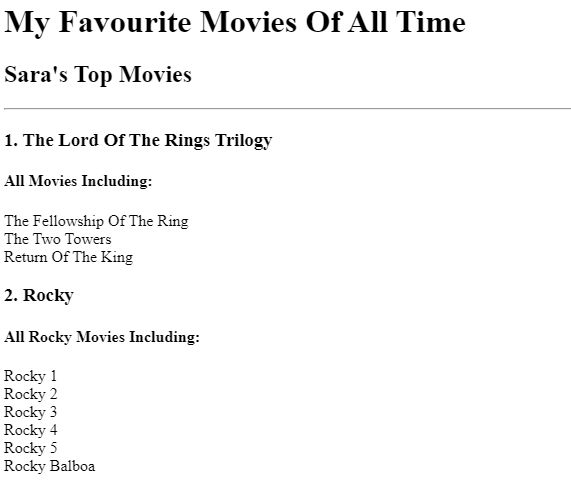 My Favourite Movies Of All Time
Sara's Top Movies
1. The Lord Of The Rings Trilogy
All Movies Including:
The Fellowship Of The Ring
The Two Towers
Return Of The King
2. Rocky
All Rocky Movies Including:
Rocky 1
Rocky 2
Rocky 3
Rocky 4
Rocky 5
Rocky Balboa